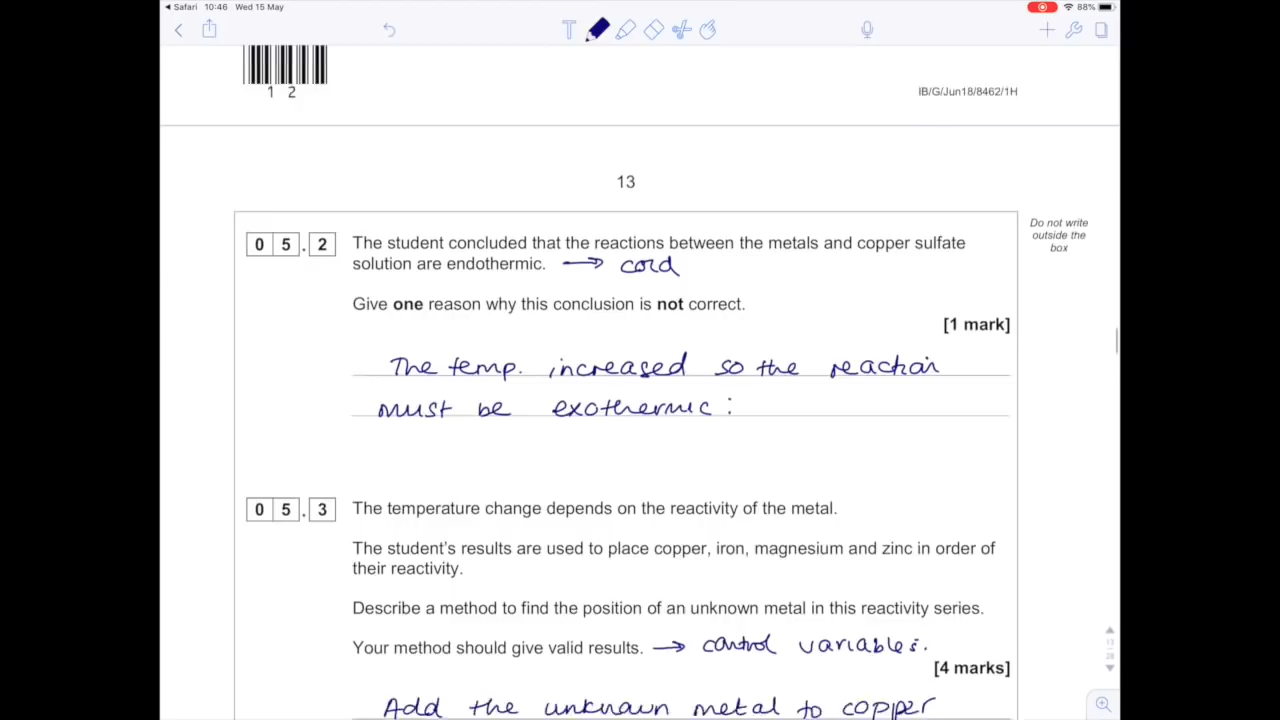 Safari 10:46 Wed 15 May 88%
T
1 2
IB/G/Jun18/8462/1H
13
Do not write
outside the
box
0 5 . 2 The student concluded that the reactions between the metals and copper sulfate
solution are endothermic. → cold
Give one reason why this conclusion is not correct.
[1 mark]
The temp. increased so the reaction
must be exothermic.
0 5 . 3 The temperature change depends on the reactivity of the metal.
The student's results are used to place copper, iron, magnesium and zinc in order of
their reactivity.
Describe a method to find the position of an unknown metal in this reactivity series.
Your method should give valid results. → control variables.
[4 marks]
Add the unknown metal to copper